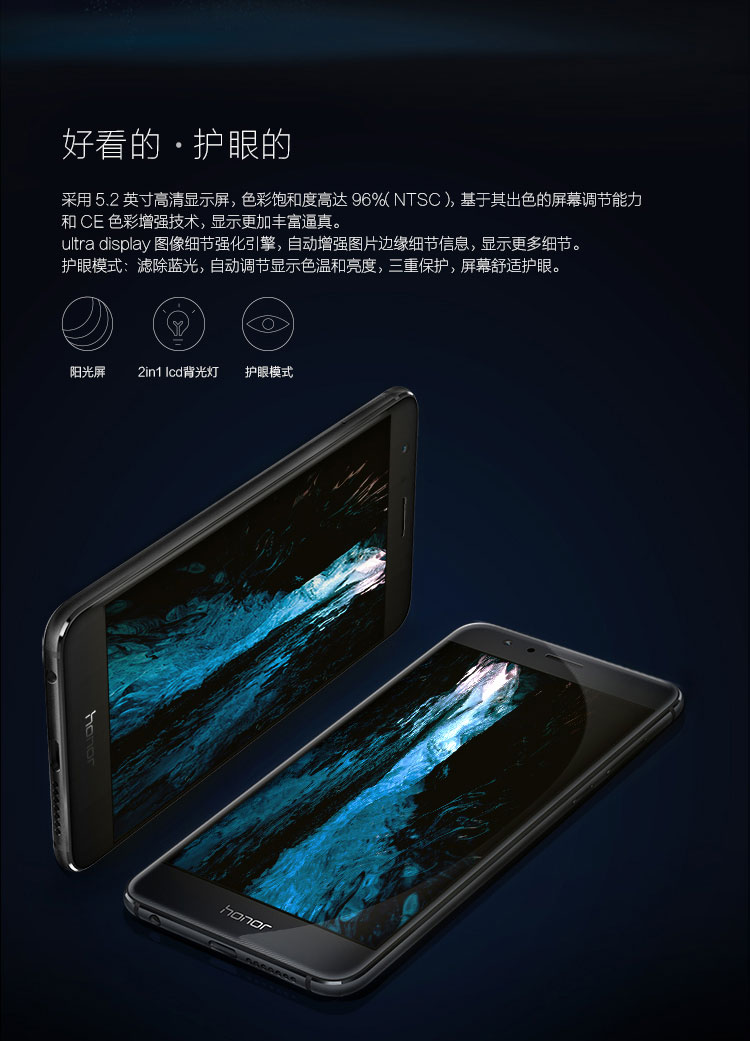 好看的·护眼的
采用 5.2 英寸高清显示屏，色彩饱和度高达 96%( NTSC )，基于其出色的屏幕调节能力
和 CE 色彩增强技术，显示更加丰富逼真。
ultra display 图像细节强化引擎，自动增强图片边缘细节信息，显示更多细节。
护眼模式：滤除蓝光，自动调节显示色温和亮度，三重保护，屏幕舒适护眼。
阳光屏 2in1 lcd背光灯 护眼模式
honor
honor